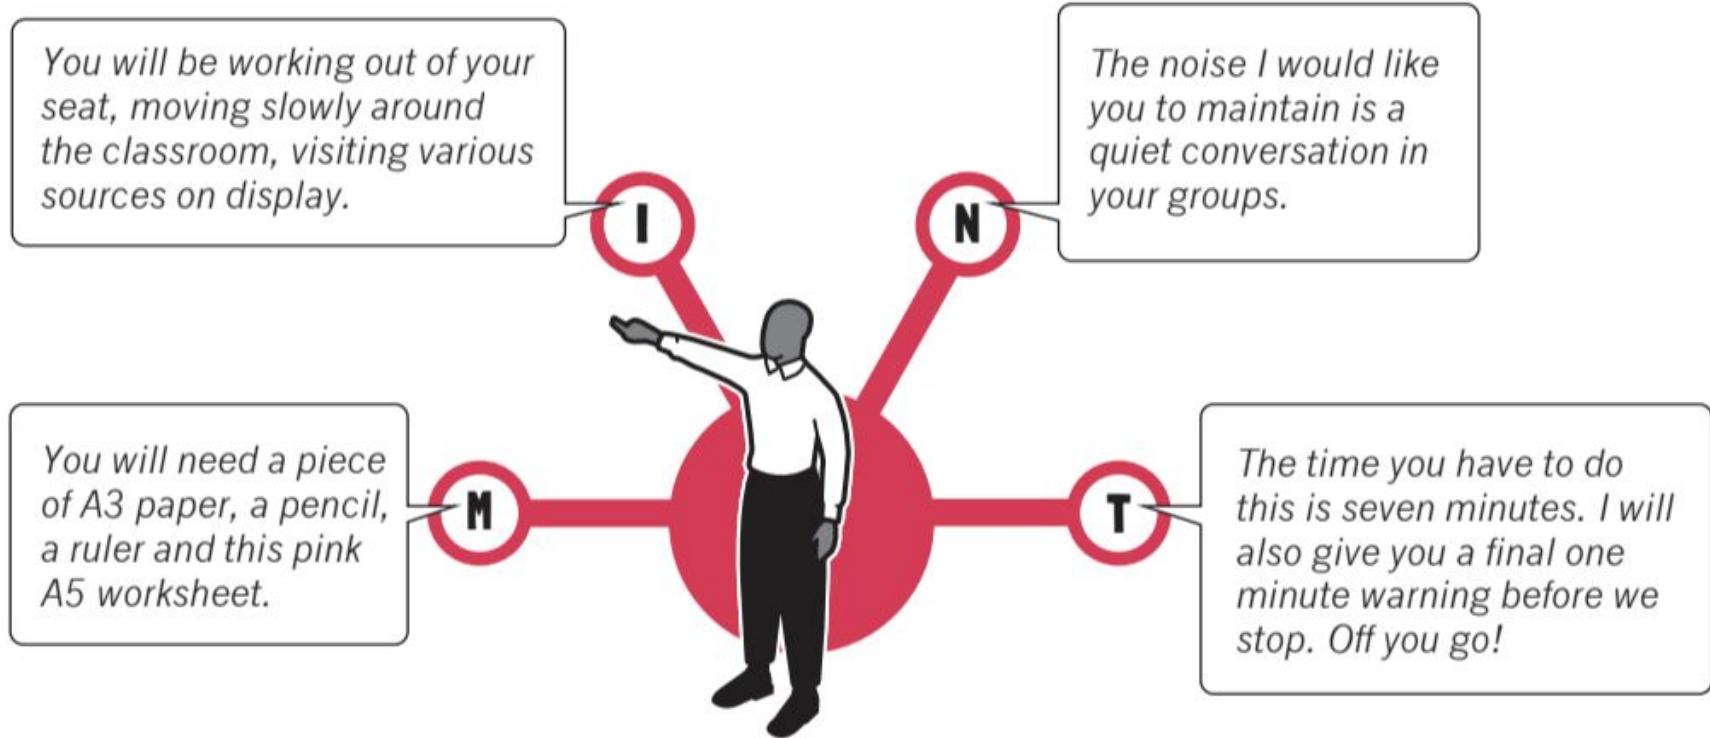 You will be working out of your
seat, moving slowly around
the classroom, visiting various
sources on display.
I
The noise I would like
you to maintain is a
quiet conversation in
your groups.
N
You will need a piece
of A3 paper, a pencil,
a ruler and this pink
A5 worksheet.
M
The time you have to do
this is seven minutes. I will
also give you a final one
minute warning before we
stop. Off you go!
T